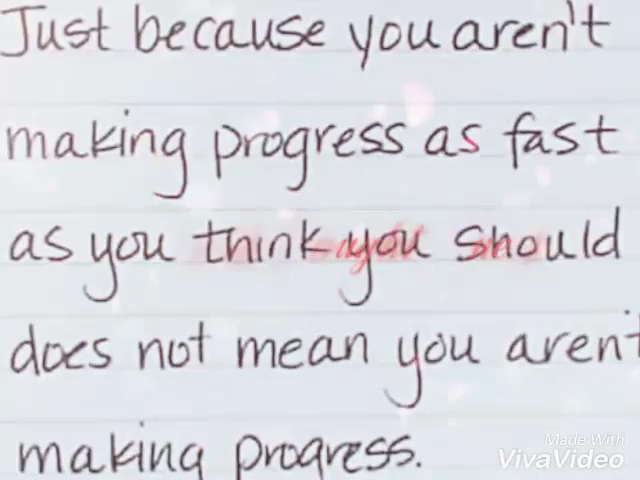 Just because you aren't
making progress as fast
as you think you should
does not mean you aren't
making progress.
Made With
VivaVideo